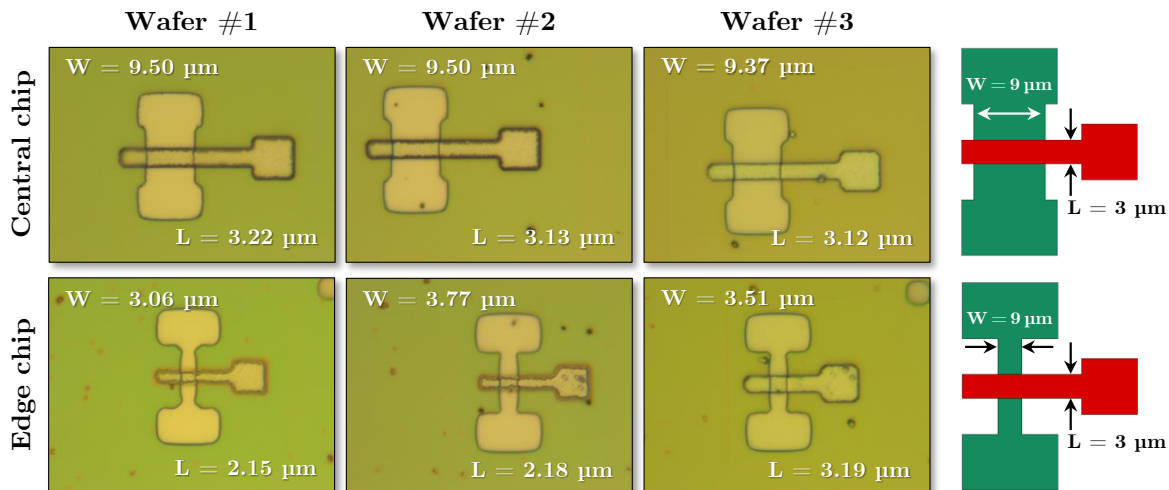 Wafer #1
Wafer #2
Wafer #3
Central chip
W = 9.50 µm
L = 3.22 µm
W = 9.50 µm
L = 3.13 µm
W = 9.37 µm
L = 3.12 µm
W = 9 µm
L = 3 µm
Edge chip
W = 3.06 µm
L = 2.15 µm
W = 3.77 µm
L = 2.18 µm
W = 3.51 µm
L = 3.19 µm
W = 9 µm
L = 3 µm